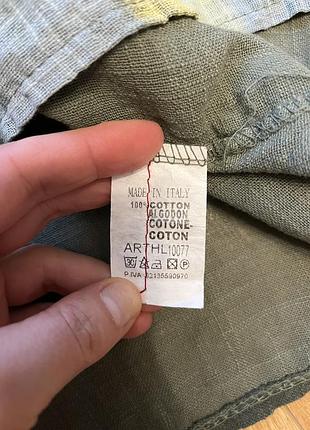 MADE IN ITALY
100% COTTON
ALGODON
COTONE-
COTON
ARTHL10077
P.IVA 02135590970